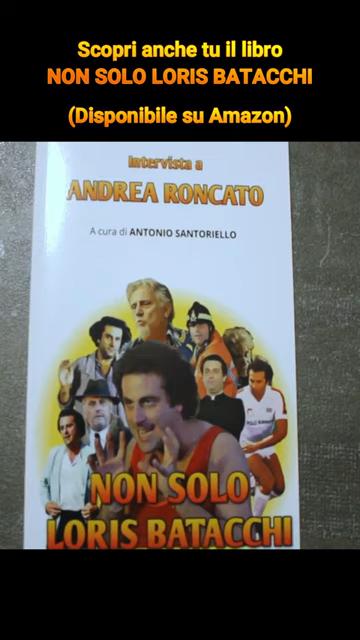 Scopri anche tu il libro
NON SOLO LORIS BATACCHI
(Disponibile su Amazon)
Intervista a
ANDREA RONCATO
A cura di ANTONIO SANTORIELLO
NON SOLO
LORIS BATACCHI